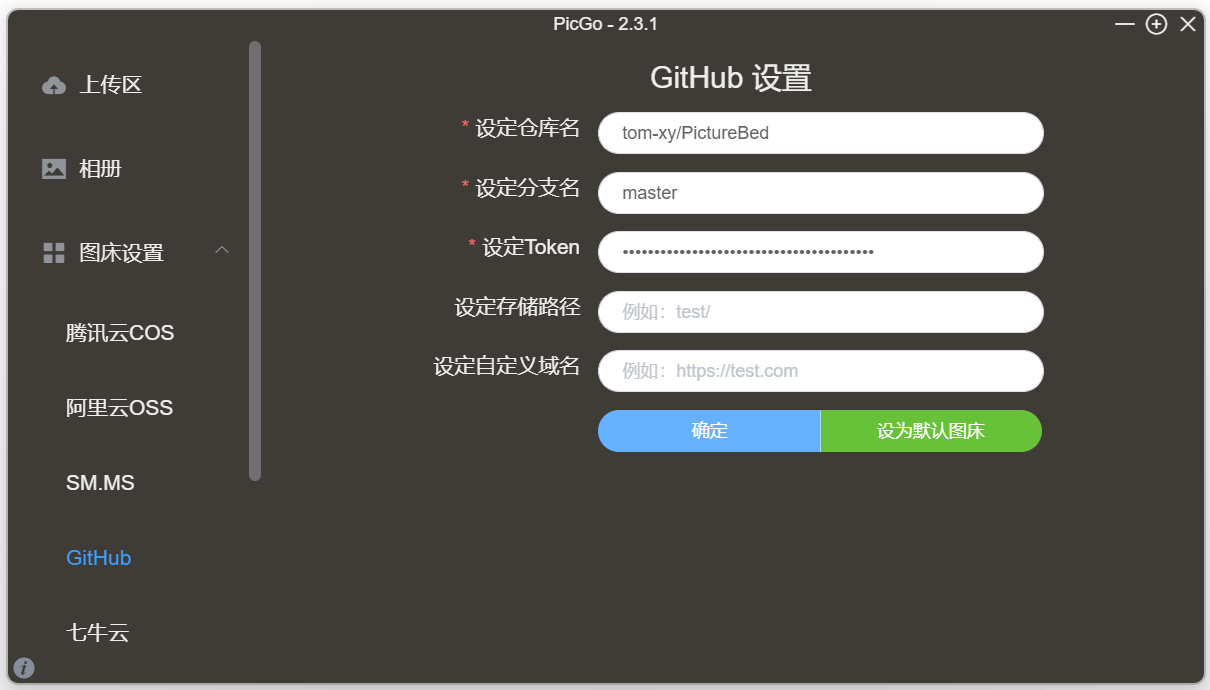 PicGo - 2.3.1
上传区
相册
图床设置
腾讯云COS
阿里云OSS
SM.MS
GitHub
七牛云
GitHub 设置
* 设定仓库名
tom-xy/PictureBed
* 设定分支名
master
* 设定Token
••••••••••••••••••••••••••••••••••••••••
设定存储路径
例如：test/
设定自定义域名
例如：https://test.com
确定
设为默认图床